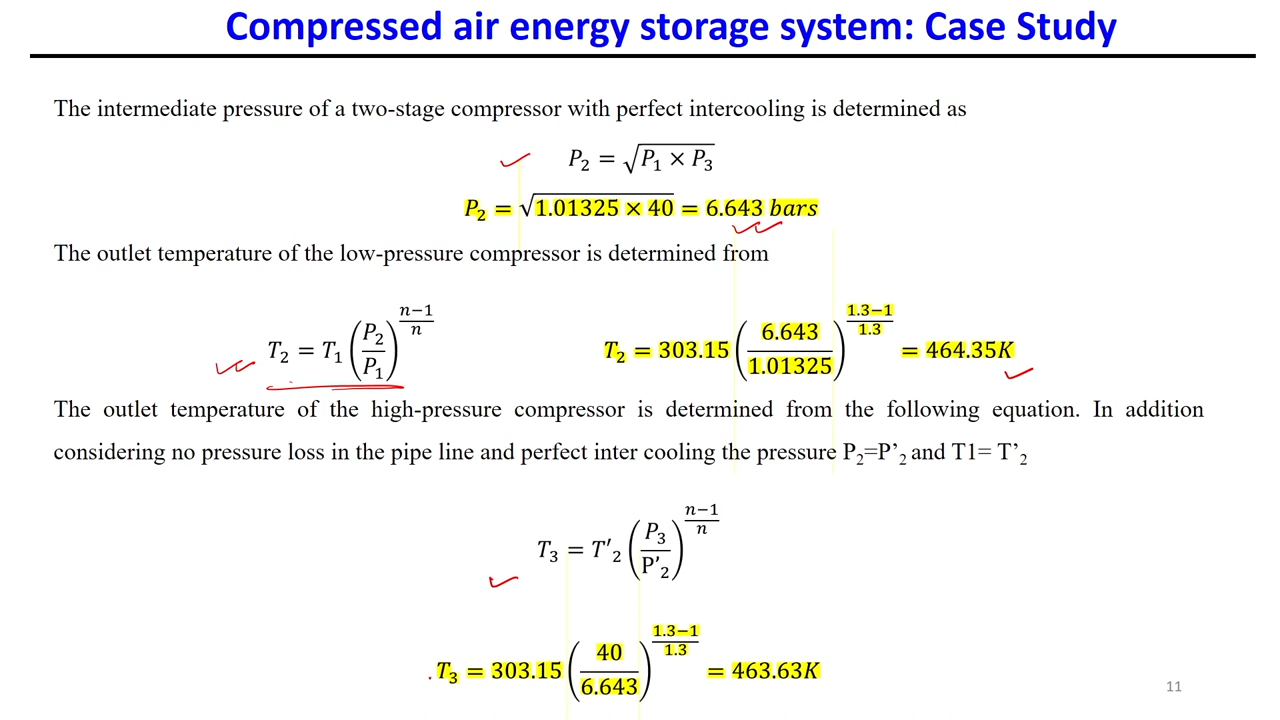 Compressed air energy storage system: Case Study
The intermediate pressure of a two-stage compressor with perfect intercooling is determined as
P₂ = √(P₁ × P₃)
P₂ = √(1.01325 × 40) = 6.643 bars
The outlet temperature of the low-pressure compressor is determined from
T₂ = T₁ (P₂/P₁)^((n−1)/n)
T₂ = 303.15 (6.643/1.01325)^((1.3−1)/1.3) = 464.35K
The outlet temperature of the high-pressure compressor is determined from the following equation. In addition
considering no pressure loss in the pipe line and perfect inter cooling the pressure P₂=P’₂ and T1= T’₂
T₃ = T′₂ (P₃/P’₂)^((n−1)/n)
T₃ = 303.15 (40/6.643)^((1.3−1)/1.3) = 463.63K
11